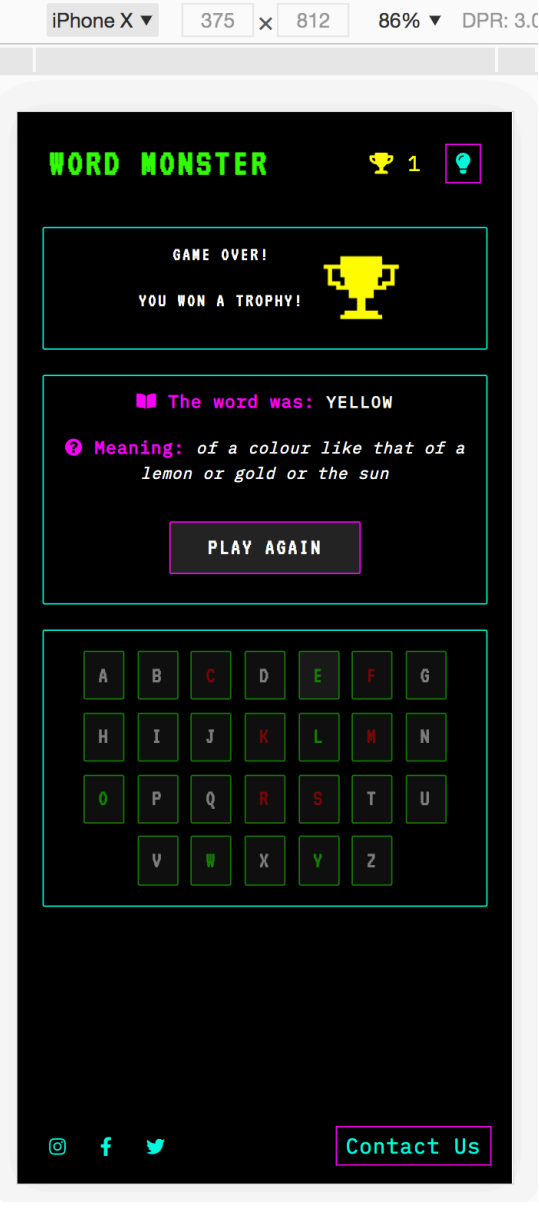 iPhone X ▼ 375 × 812 86% ▼ DPR: 3.0
WORD MONSTER 1
GAME OVER!
YOU WON A TROPHY!
The word was: YELLOW
Meaning: of a colour like that of a
lemon or gold or the sun
PLAY AGAIN
A B C D E F G
H I J K L M N
O P Q R S T U
V W X Y Z
Contact Us